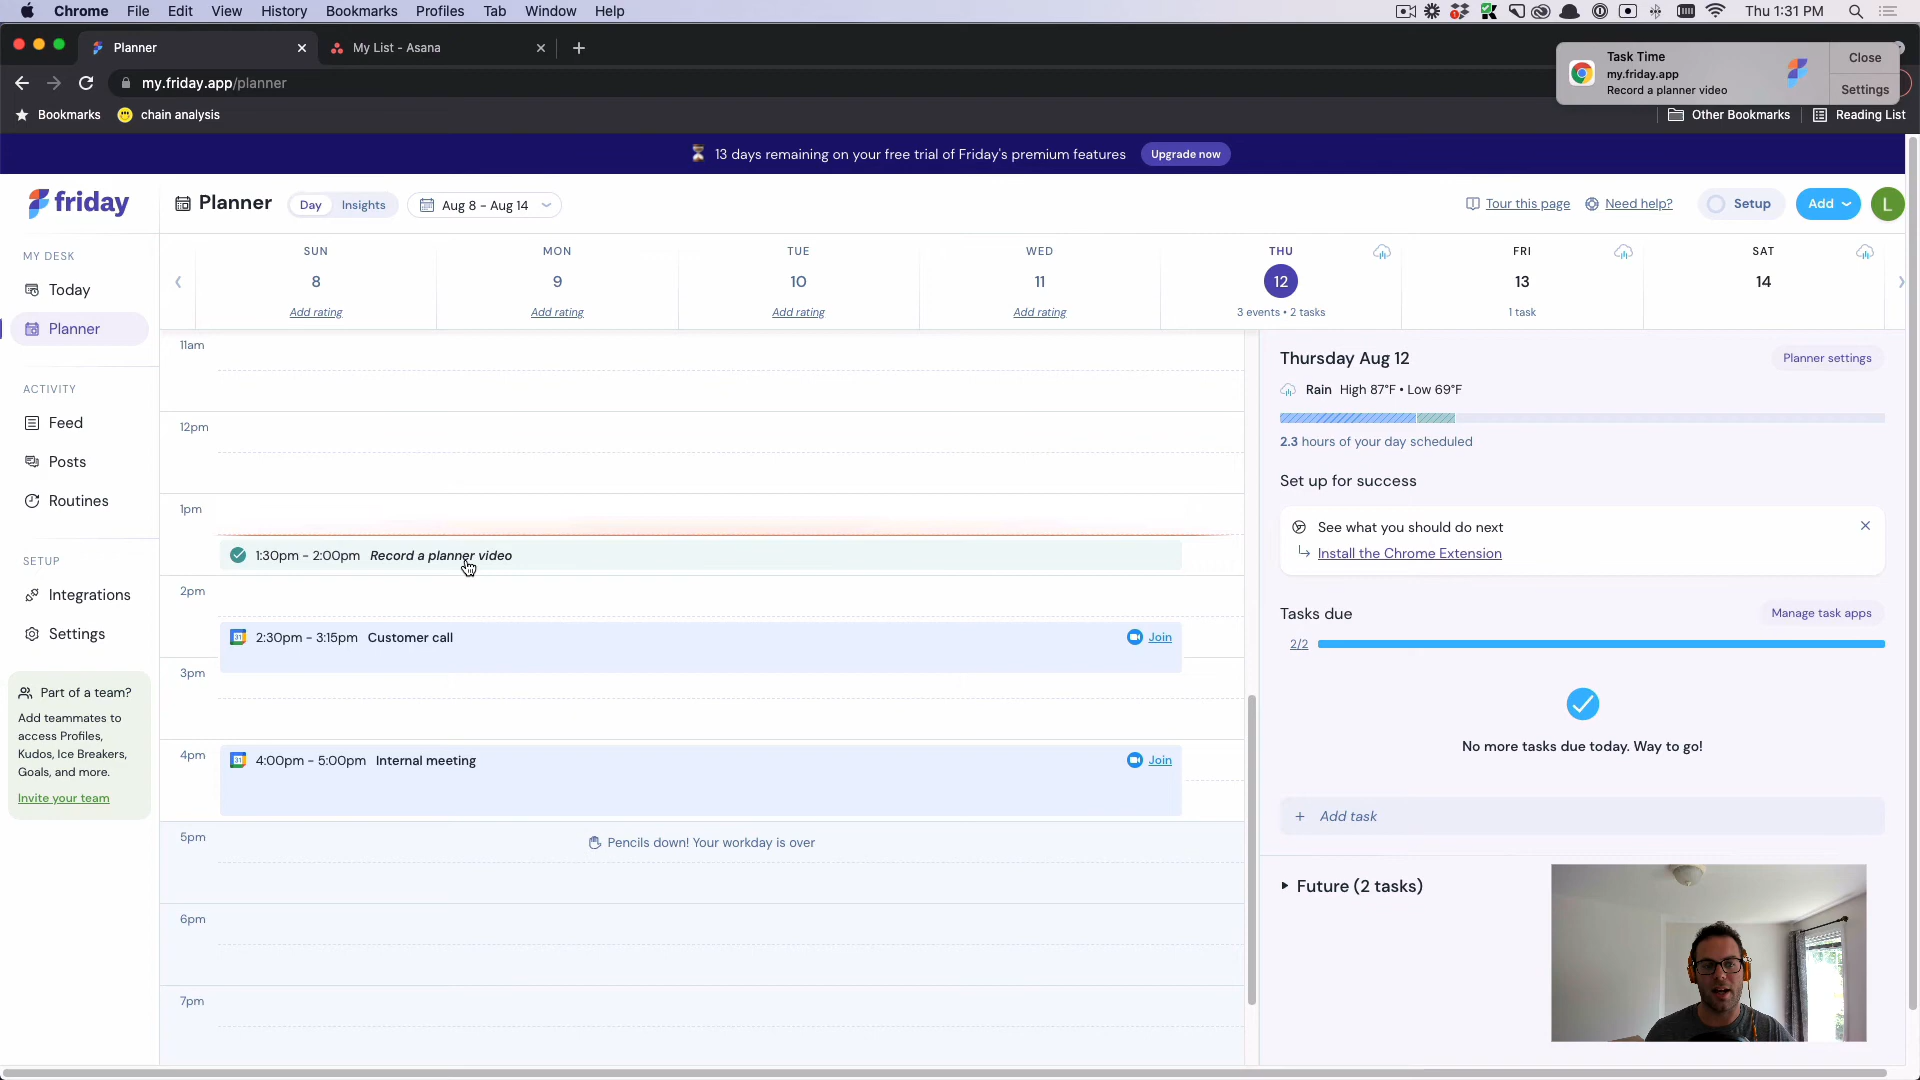 Chrome File Edit View History Bookmarks Profiles Tab Window Help Thu 1:31 PM
Planner My List - Asana
Task Time
my.friday.app
Record a planner video
Close
Settings
my.friday.app/planner
Bookmarks chain analysis Other Bookmarks Reading List
13 days remaining on your free trial of Friday's premium features Upgrade now
friday
Planner Day Insights Aug 8 - Aug 14 Tour this page Need help? Setup Add L
MY DESK
Today
Planner
ACTIVITY
Feed
Posts
Routines
SETUP
Integrations
Settings
Part of a team?
Add teammates to
access Profiles,
Kudos, Ice Breakers,
Goals, and more.
Invite your team
SUN MON TUE WED THU FRI SAT
8 9 10 11 12 13 14
Add rating Add rating Add rating Add rating 3 events • 2 tasks 1 task
11am
12pm
1pm
1:30pm - 2:00pm Record a planner video
2pm
31 2:30pm - 3:15pm Customer call Join
3pm
4pm
31 4:00pm - 5:00pm Internal meeting Join
5pm
Pencils down! Your workday is over
6pm
7pm
Thursday Aug 12 Planner settings
Rain High 87°F • Low 69°F
2.3 hours of your day scheduled
Set up for success
See what you should do next
Install the Chrome Extension
Tasks due Manage task apps
2/2
No more tasks due today. Way to go!
+ Add task
Future (2 tasks)